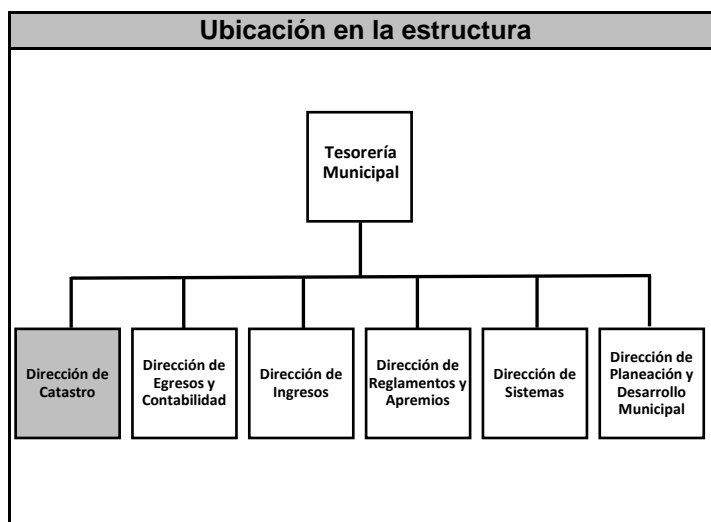 Ubicación en la estructura
Tesorería
Municipal
Dirección de
Catastro
Dirección de
Egresos y
Contabilidad
Dirección de
Ingresos
Dirección de
Reglamentos y
Apremios
Dirección de
Sistemas
Dirección de
Planeación y
Desarrollo
Municipal